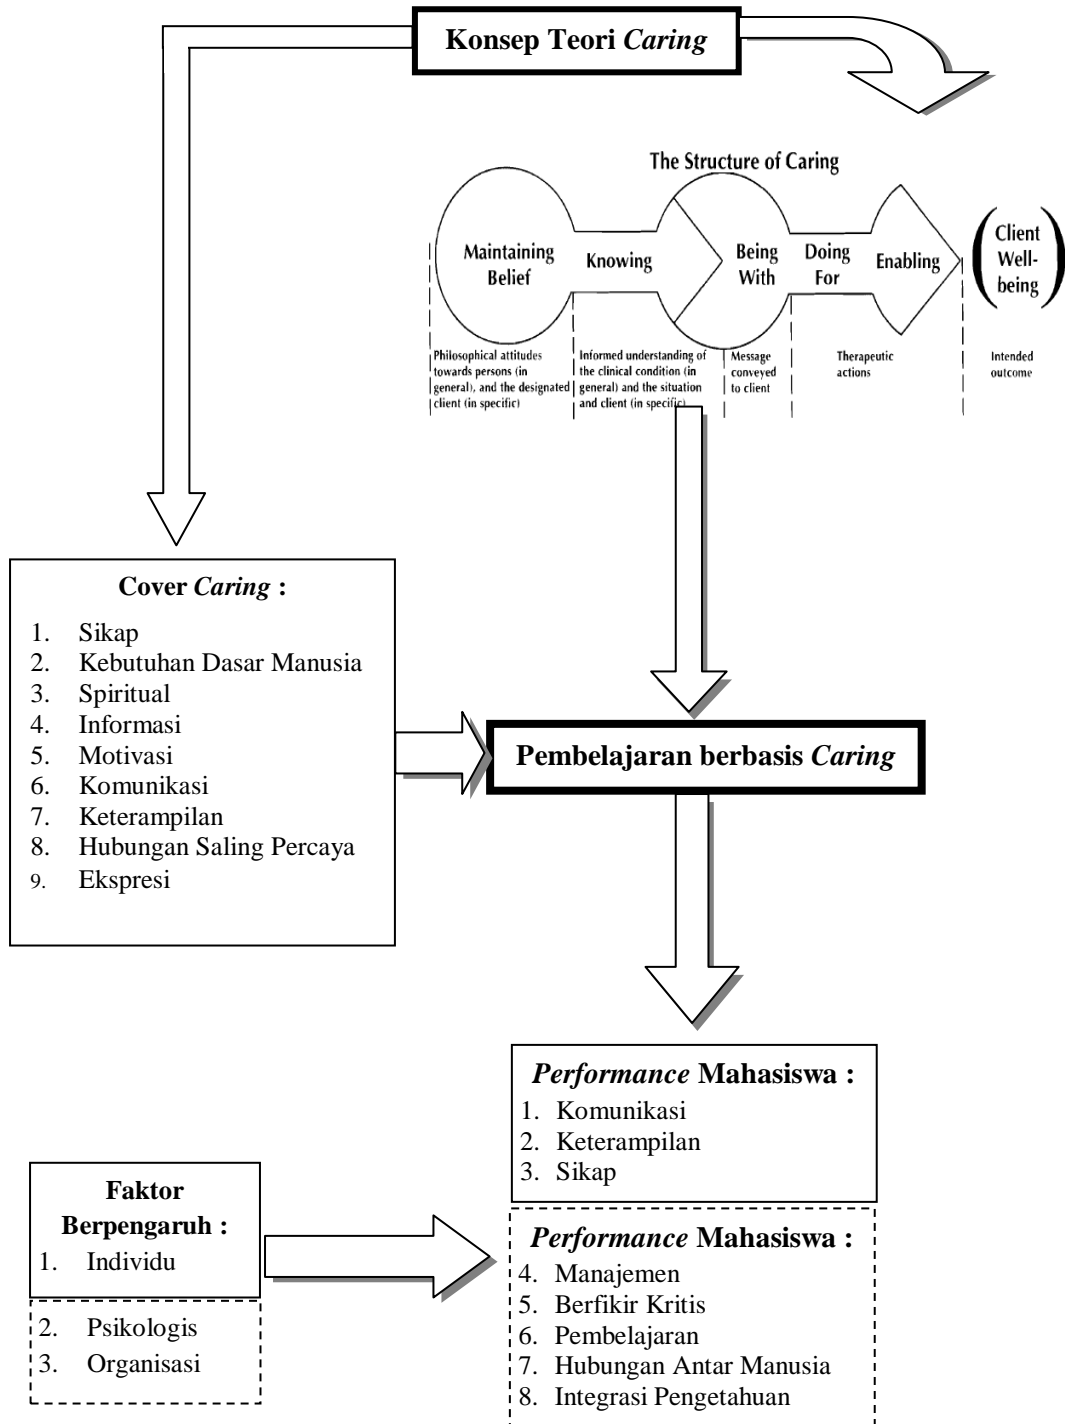 Konsep Teori Caring
The Structure of Caring
Maintaining
Belief
Knowing
Being
With
Doing
For
Enabling
Client
Well-
being
Philosophical attitudes
towards persons (in
general), and the designated
client (in specific)
Informed understanding of
the clinical condition (in
general) and the situation
and client (in specific)
Message
conveyed
to client
Therapeutic
actions
Intended
outcome
Cover Caring :
1. Sikap
2. Kebutuhan Dasar Manusia
3. Spiritual
4. Informasi
5. Motivasi
6. Komunikasi
7. Keterampilan
8. Hubungan Saling Percaya
9. Ekspresi
Pembelajaran berbasis Caring
Performance Mahasiswa :
1. Komunikasi
2. Keterampilan
3. Sikap
Faktor
Berpengaruh :
1. Individu
2. Psikologis
3. Organisasi
Performance Mahasiswa :
4. Manajemen
5. Berfikir Kritis
6. Pembelajaran
7. Hubungan Antar Manusia
8. Integrasi Pengetahuan